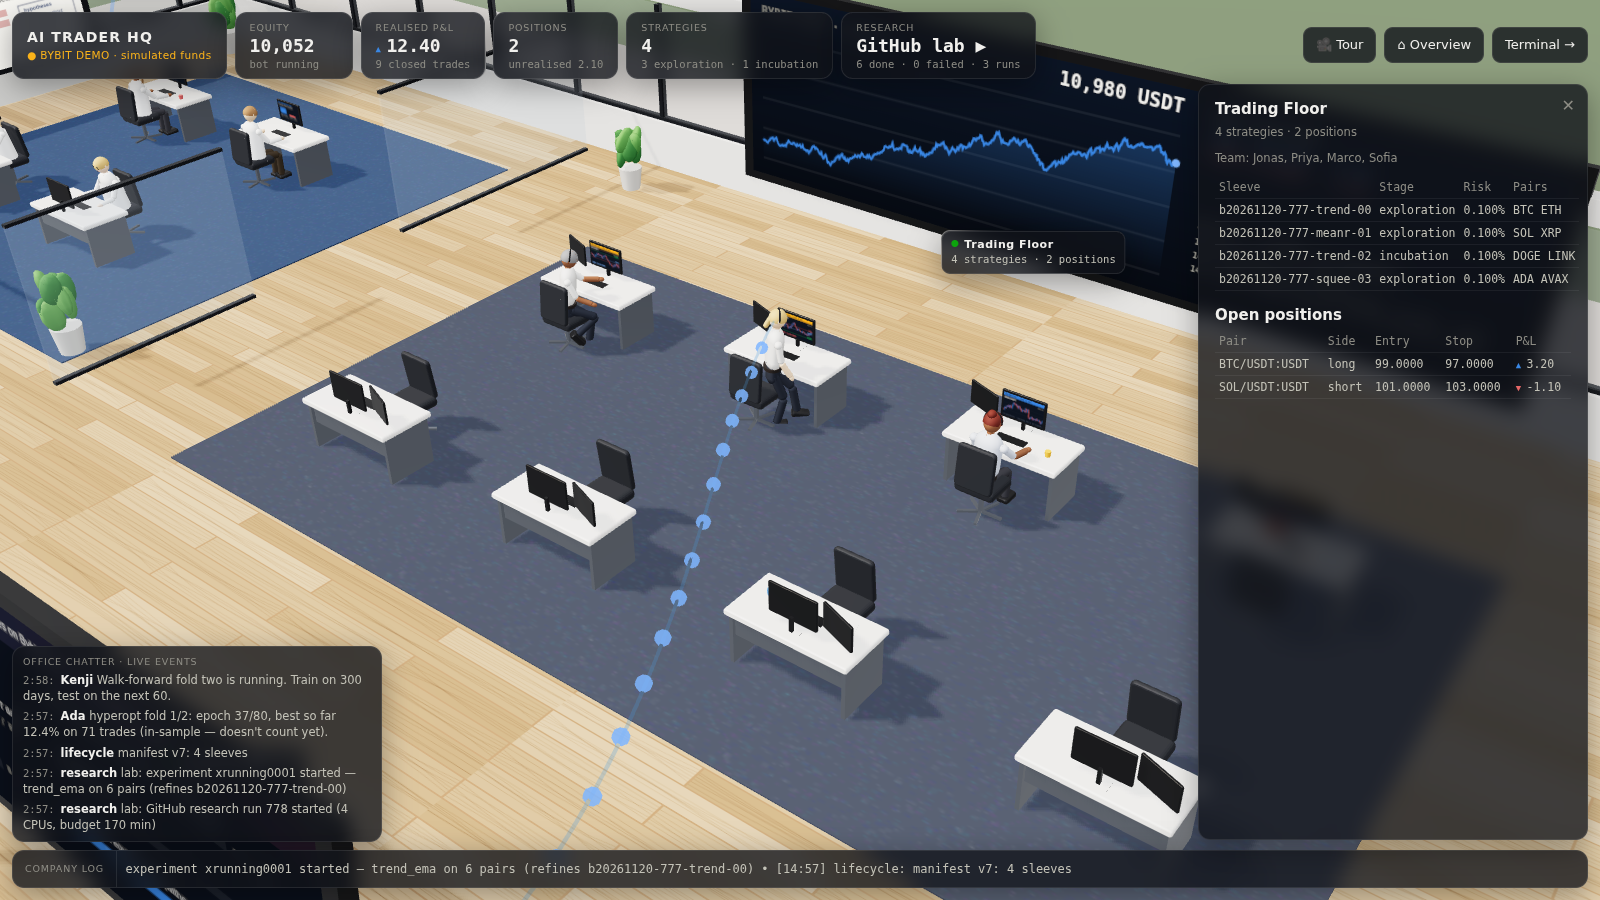 AI TRADER HQ
BYBIT DEMO · simulated funds
EQUITY
10,052
bot running
REALISED P&L
▲ 12.40
9 closed trades
POSITIONS
2
unrealised 2.10
STRATEGIES
4
3 exploration · 1 incubation
RESEARCH
GitHub lab ▶
6 done · 0 failed · 3 runs
Tour
⌂ Overview
Terminal →
10,980 USDT
Trading Floor
4 strategies · 2 positions
Trading Floor
×
4 strategies · 2 positions
Team: Jonas, Priya, Marco, Sofia
Sleeve Stage Risk Pairs
b20261120-777-trend-00 exploration 0.100% BTC ETH
b20261120-777-meanr-01 exploration 0.100% SOL XRP
b20261120-777-trend-02 incubation 0.100% DOGE LINK
b20261120-777-squee-03 exploration 0.100% ADA AVAX
Open positions
Pair Side Entry Stop P&L
BTC/USDT:USDT long 99.0000 97.0000 ▲ 3.20
SOL/USDT:USDT short 101.0000 103.0000 ▼ -1.10
OFFICE CHATTER · LIVE EVENTS
2:58: Kenji Walk-forward fold two is running. Train on 300
days, test on the next 60.
2:57: Ada hyperopt fold 1/2: epoch 37/80, best so far
12.4% on 71 trades (in-sample — doesn't count yet).
2:57: lifecycle manifest v7: 4 sleeves
2:57: research lab: experiment xrunning0001 started —
trend_ema on 6 pairs (refines b20261120-777-trend-00)
2:57: research lab: GitHub research run 778 started (4
CPUs, budget 170 min)
COMPANY LOG
experiment xrunning0001 started — trend_ema on 6 pairs (refines b20261120-777-trend-00) • [14:57] lifecycle: manifest v7: 4 sleeves